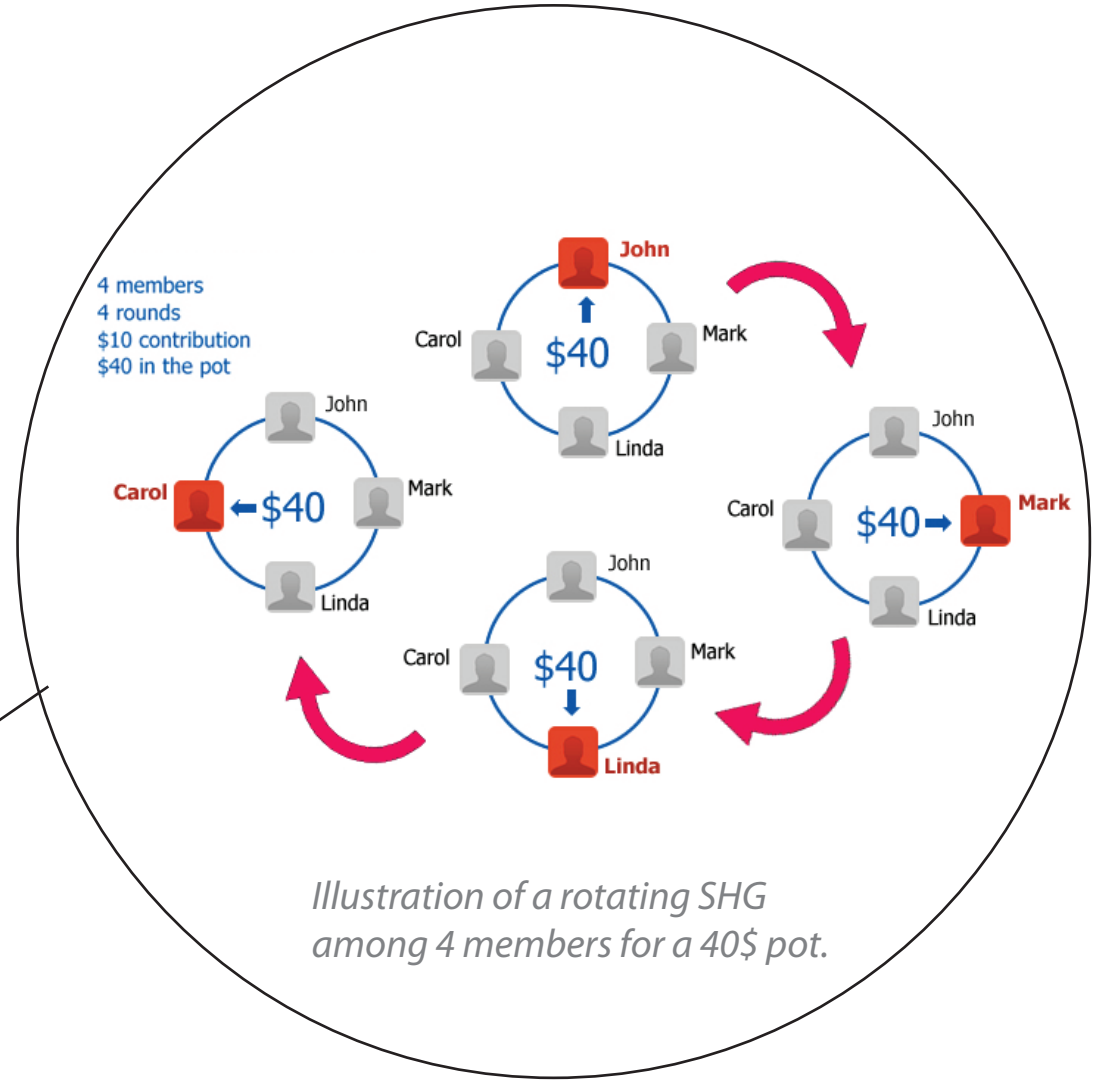 4 members
4 rounds
$10 contribution
$40 in the pot
John
Carol
$40
Mark
Linda
John
Carol
$40
Mark
Linda
John
Carol
$40
Mark
Linda
John
Carol
$40
Mark
Linda
Illustration of a rotating SHG
among 4 members for a 40$ pot.